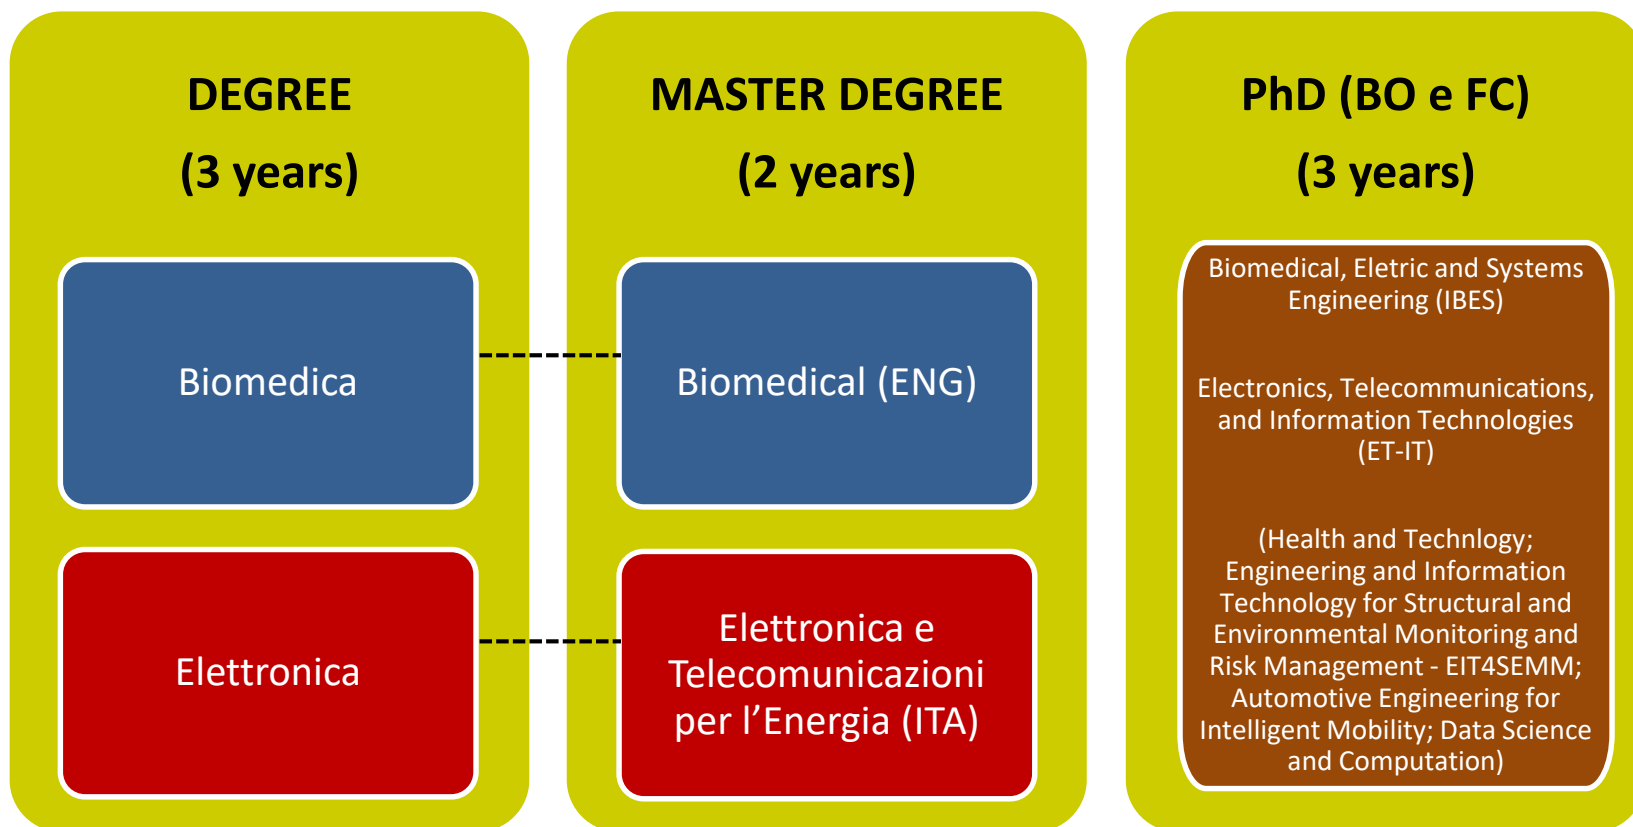 DEGREE
(3 years)
Biomedica
Elettronica
MASTER DEGREE
(2 years)
Biomedical (ENG)
Elettronica e
Telecomunicazioni
per l’Energia (ITA)
PhD (BO e FC)
(3 years)
Biomedical, Eletric and Systems
Engineering (IBES)
Electronics, Telecommunications,
and Information Technologies
(ET-IT)
(Health and Technlogy;
Engineering and Information
Technology for Structural and
Environmental Monitoring and
Risk Management - EIT4SEMM;
Automotive Engineering for
Intelligent Mobility; Data Science
and Computation)